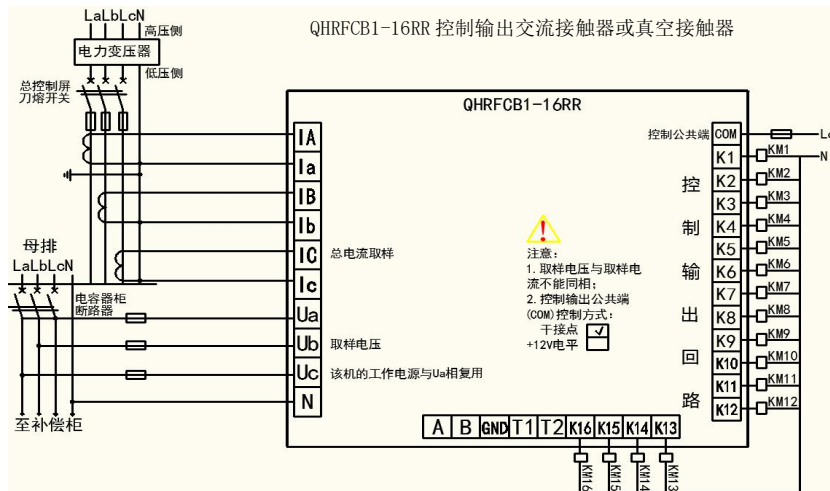 LaLbLcN
高压侧
QHRFCB1-16RR 控制输出交流接触器或真空接触器
电力变压器
低压侧
总控制屏
刀熔开关
QHRFCB1-16RR
IA
Ia
IB
Ib
IC
总电流取样
Ic
Ua
Ub
取样电压
Uc
该机的工作电源与Ua相复用
N
母排
LaLbLcN
电容器柜
断路器
至补偿柜
注意：
1. 取样电压与取样电
流不能同相；
2. 控制输出公共端
(COM)控制方式：
干接点 √
+12V电平
控制输出回路
控制公共端 COM
K1 KM1 N
K2 KM2
K3 KM3
K4 KM4
K5 KM5
K6 KM6
K7 KM7
K8 KM8
K9 KM9
K10 KM10
K11 KM11
K12 KM12
A B GND T1 T2 K16 K15 K14 K13
KM16 KM15 KM14 KM13